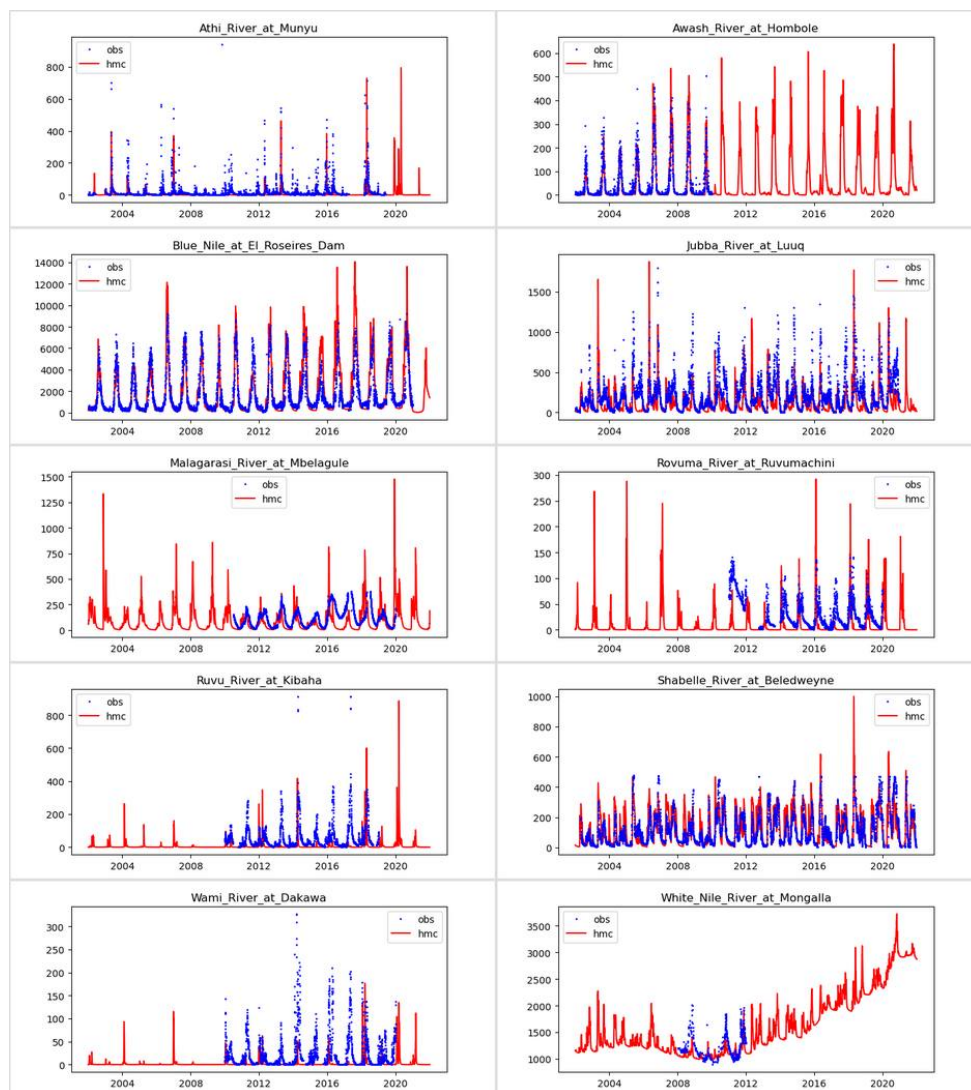 Athi_River_at_Munyu
obs
hmc
800
600
400
200
0
2004 2008 2012 2016 2020
Awash_River_at_Hombole
obs
hmc
600
500
400
300
200
100
0
2004 2008 2012 2016 2020
Blue_Nile_at_El_Roseires_Dam
obs
hmc
14000
12000
10000
8000
6000
4000
2000
0
2004 2008 2012 2016 2020
Jubba_River_at_Luuq
obs
hmc
1500
1000
500
0
2004 2008 2012 2016 2020
Malagarasi_River_at_Mbelagule
obs
hmc
1500
1250
1000
750
500
250
0
2004 2008 2012 2016 2020
Rovuma_River_at_Ruvumachini
obs
hmc
300
250
200
150
100
50
0
2004 2008 2012 2016 2020
Ruvu_River_at_Kibaha
obs
hmc
800
600
400
200
0
2004 2008 2012 2016 2020
Shabelle_River_at_Beledweyne
obs
hmc
1000
800
600
400
200
0
2004 2008 2012 2016 2020
Wami_River_at_Dakawa
obs
hmc
300
250
200
150
100
50
0
2004 2008 2012 2016 2020
White_Nile_River_at_Mongalla
obs
hmc
3500
3000
2500
2000
1500
1000
2004 2008 2012 2016 2020